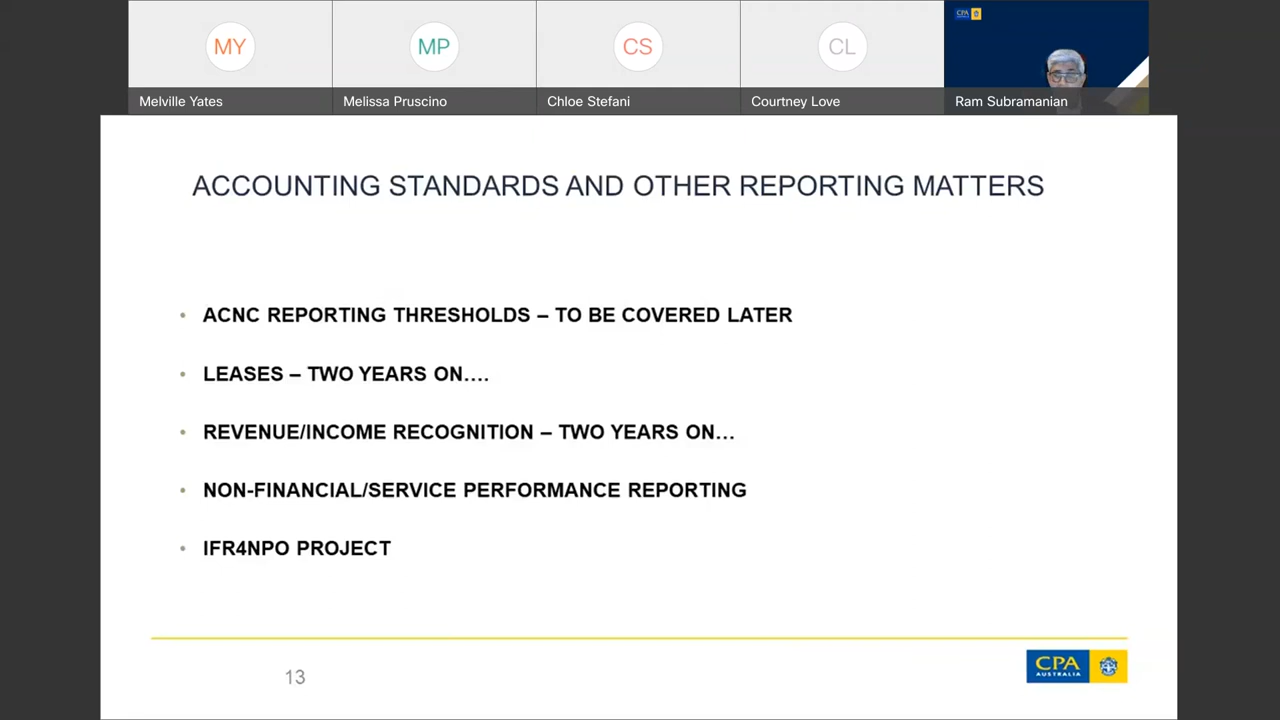 MY
MP
CS
CL
CPA
Melville Yates
Melissa Pruscino
Chloe Stefani
Courtney Love
Ram Subramanian
ACCOUNTING STANDARDS AND OTHER REPORTING MATTERS
• ACNC REPORTING THRESHOLDS – TO BE COVERED LATER
• LEASES – TWO YEARS ON....
• REVENUE/INCOME RECOGNITION – TWO YEARS ON...
• NON-FINANCIAL/SERVICE PERFORMANCE REPORTING
• IFR4NPO PROJECT
13
CPA
AUSTRALIA